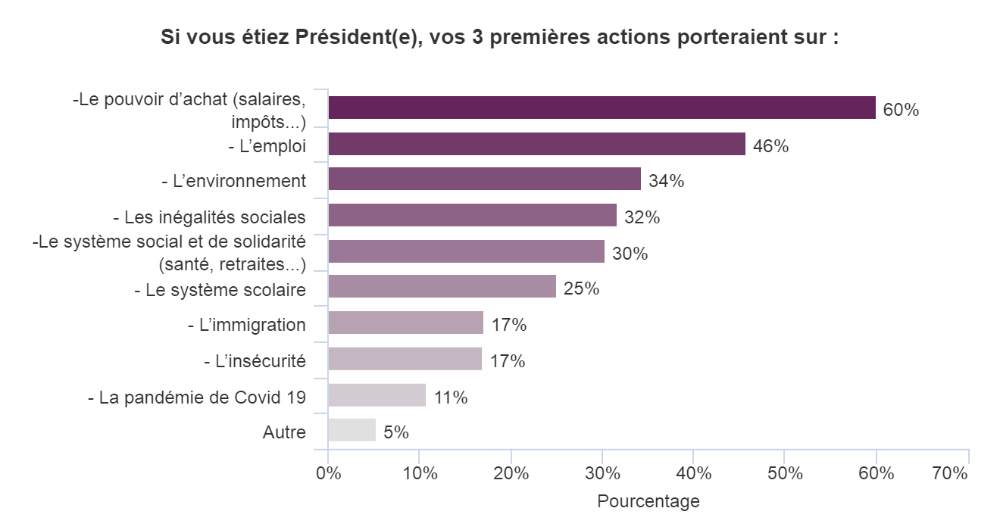 Si vous étiez Président(e), vos 3 premières actions porteraient sur :
-Le pouvoir d’achat (salaires,
impôts...)
60%
- L’emploi
46%
- L’environnement
34%
- Les inégalités sociales
32%
-Le système social et de solidarité
(santé, retraites...)
30%
- Le système scolaire
25%
- L’immigration
17%
- L’insécurité
17%
- La pandémie de Covid 19
11%
Autre
5%
0% 10% 20% 30% 40% 50% 60% 70%
Pourcentage